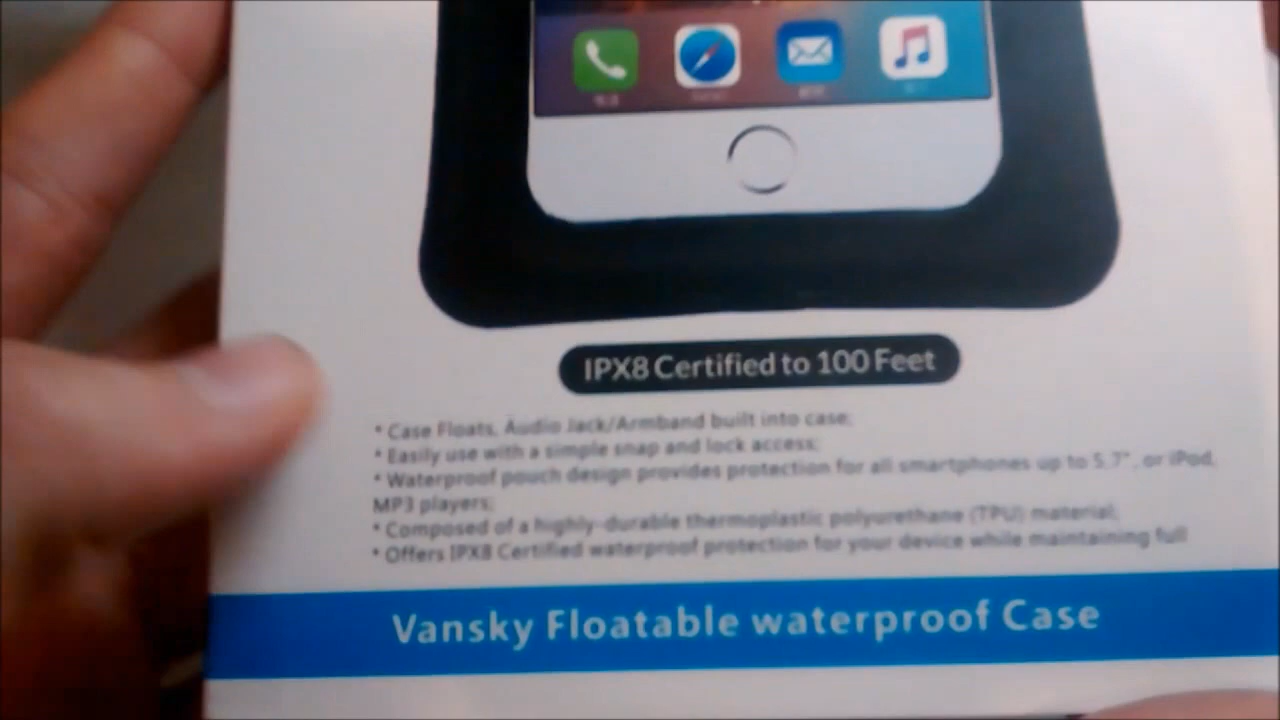 IPX8 Certified to 100 Feet
* Case Floats, Audio Jack/Armband built into case;
* Easily use with a simple snap and lock access;
* Waterproof pouch design provides protection for all smartphones up to 5.7", or iPod,
MP3 players;
* Composed of a highly-durable thermoplastic polyurethane (TPU) material;
* Offers IPX8 Certified waterproof protection for your device while maintaining full
Vansky Floatable waterproof Case